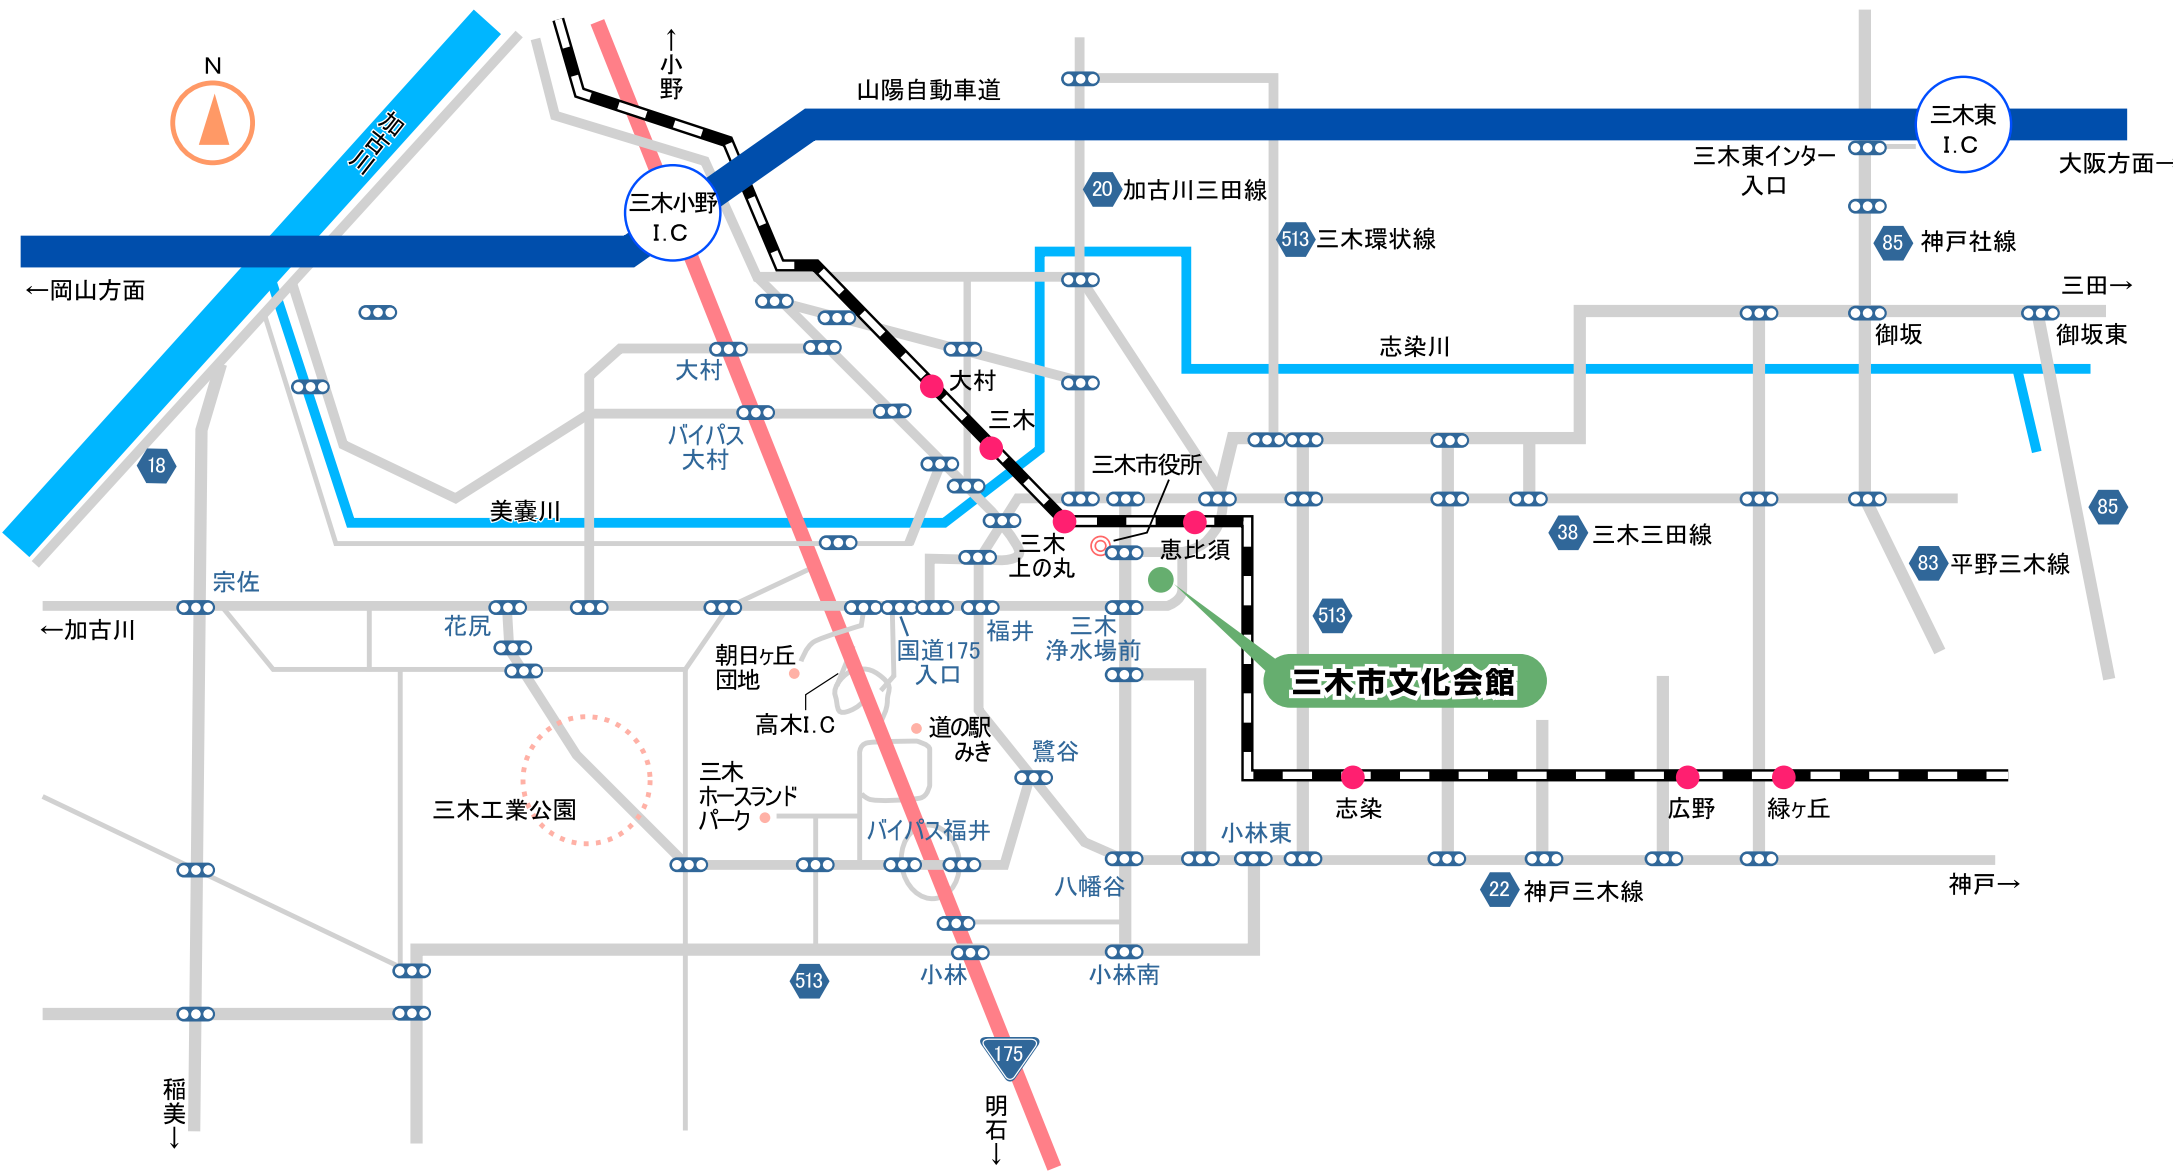 N
加古川
↑小野
山陽自動車道
三木東
I.C
三木東インター
入口
大阪方面→
三木小野
I.C
20
加古川三田線
513
三木環状線
85
神戸社線
←岡山方面
三田→
御坂
御坂東
志染川
大村
大村
バイパス
大村
三木
18
三木市役所
美嚢川
三木
上の丸
恵比須
38
三木三田線
85
83
平野三木線
宗佐
←加古川
花尻
国道175
入口
福井
三木
浄水場前
513
朝日ヶ丘
団地
高木I.C
三木市文化会館
道の駅
みき
鷺谷
三木
ホースランド
パーク
三木工業公園
バイパス福井
志染
広野
緑ヶ丘
小林東
八幡谷
22
神戸三木線
神戸→
513
小林
小林南
175
稲美→
明石→